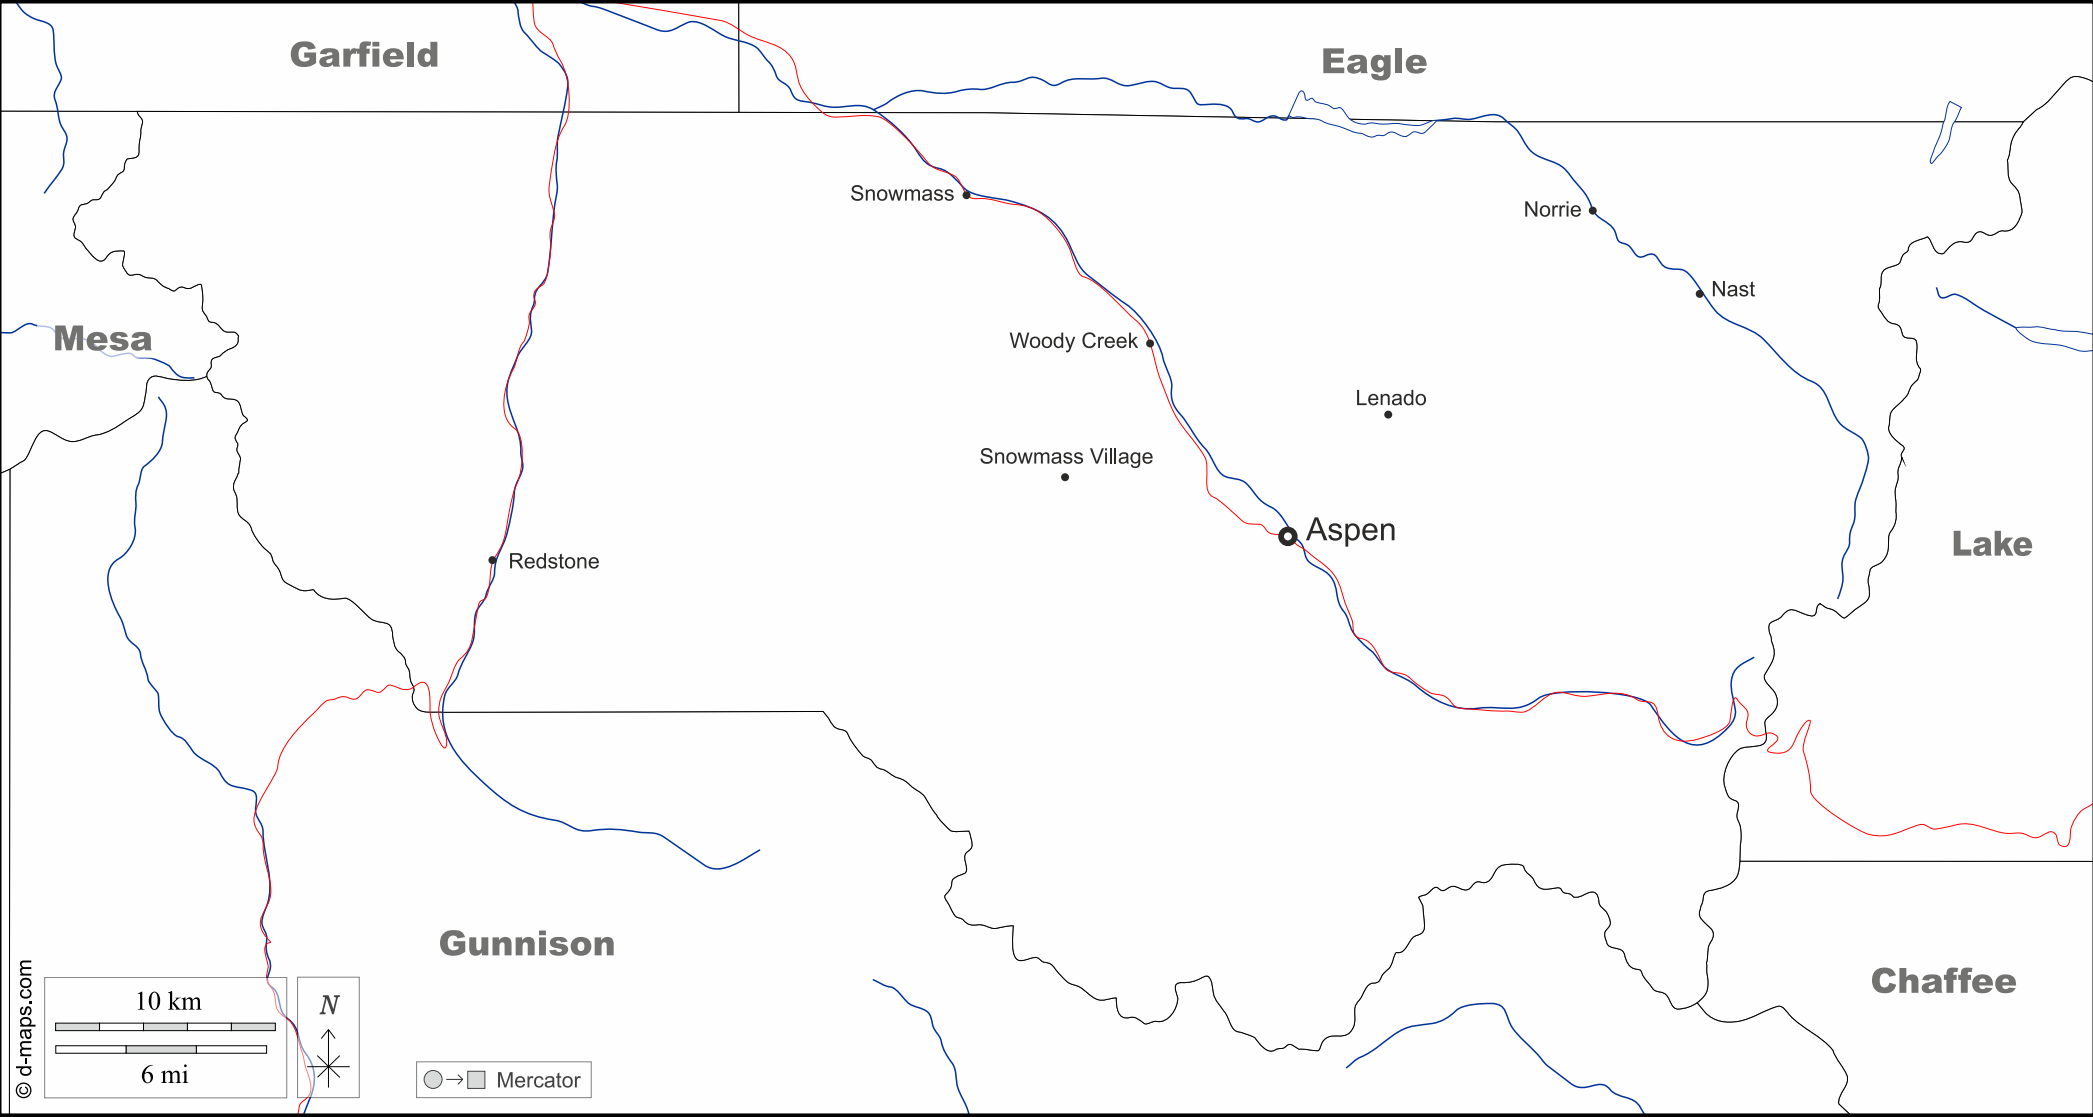 Garfield
Eagle
Snowmass
Norrie
Nast
Mesa
Woody Creek
Lenado
Snowmass Village
Aspen
Lake
Redstone
Gunnison
Chaffee
© d-maps.com
10 km
6 mi
N
Mercator